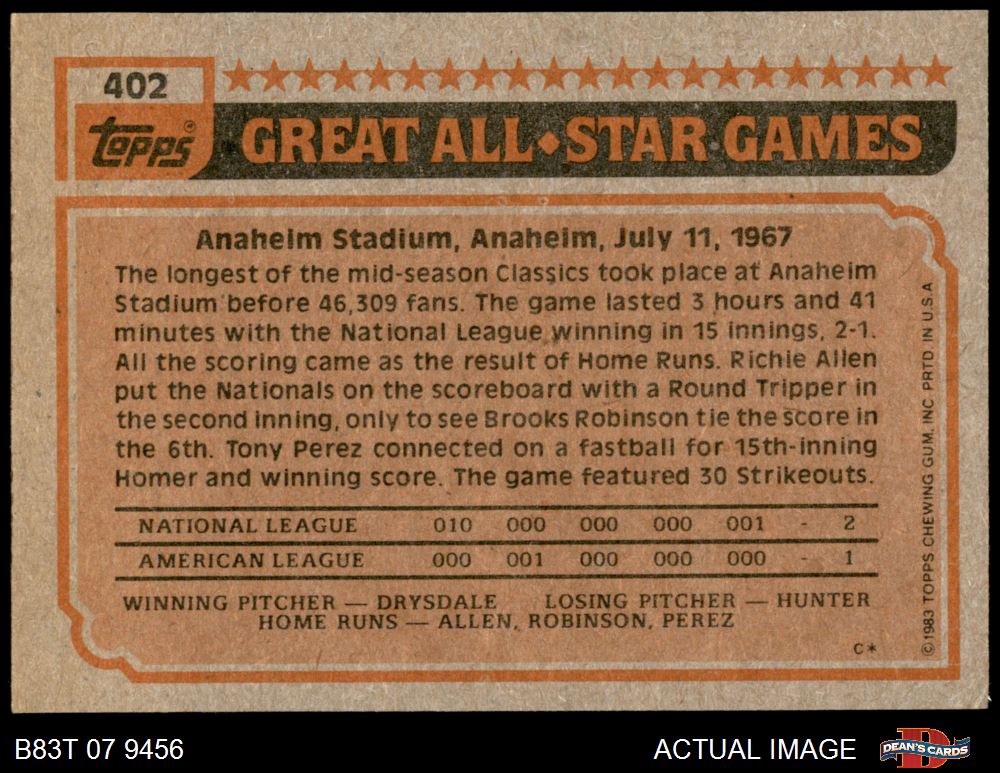 402
topps®
GREAT ALL◆STAR GAMES
Anaheim Stadium, Anaheim, July 11, 1967
The longest of the mid-season Classics took place at Anaheim
Stadium before 46,309 fans. The game lasted 3 hours and 41
minutes with the National League winning in 15 innings, 2-1.
All the scoring came as the result of Home Runs. Richie Allen
put the Nationals on the scoreboard with a Round Tripper in
the second inning, only to see Brooks Robinson tie the score in
the 6th. Tony Perez connected on a fastball for 15th-inning
Homer and winning score. The game featured 30 Strikeouts.
NATIONAL LEAGUE 010 000 000 000 001 - 2
AMERICAN LEAGUE 000 001 000 000 000 - 1
WINNING PITCHER — DRYSDALE LOSING PITCHER — HUNTER
HOME RUNS — ALLEN, ROBINSON, PEREZ
C*
©1983 TOPPS CHEWING GUM, INC PRTD IN U.S.A
B83T 07 9456
ACTUAL IMAGE
DEAN'S CARDS